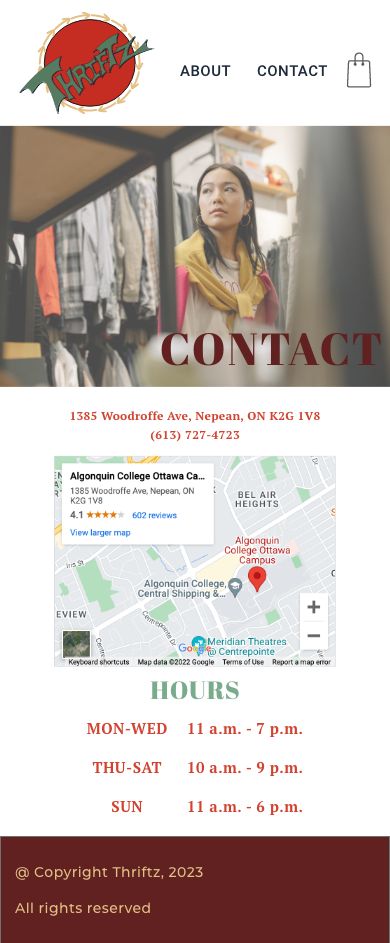 THRIFTZ
ABOUT CONTACT
CONTACT
1385 Woodroffe Ave, Nepean, ON K2G 1V8
(613) 727-4723
Algonquin College Ottawa Ca...
1385 Woodroffe Ave, Nepean, ON
K2G 1V8
4.1 602 reviews
View larger map
BEL AIR
HEIGHTS
Algonquin
College Ottawa
Campus
Algonquin College,
Central Shipping &...
EVIEW
Centrepointe Dr
Meridian Theatres
@ Centrepointe
Google
Keyboard shortcuts Map data ©2022 Google Terms of Use Report a map error
HOURS
MON-WED 11 a.m. - 7 p.m.
THU-SAT 10 a.m. - 9 p.m.
SUN 11 a.m. - 6 p.m.
@ Copyright Thriftz, 2023
All rights reserved